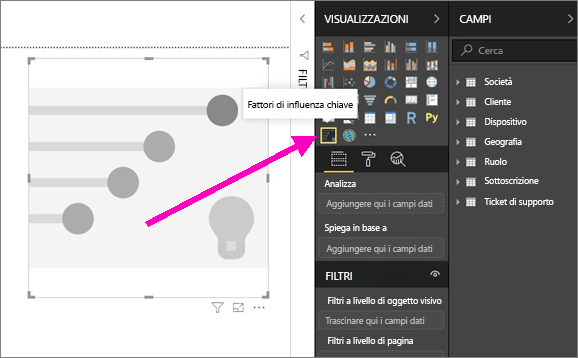 VISUALIZZAZIONI
CAMPI
FILT
Cerca
Fattori di influenza chiave
R
Py
Società
Cliente
Dispositivo
Geografia
Ruolo
Sottoscrizione
Ticket di supporto
Analizza
Aggiungere qui i campi dati
Spiega in base a
Aggiungere qui i campi dati
FILTRI
Filtri a livello di oggetto visivo
Trascinare qui i campi dati
Filtri a livello di pagina